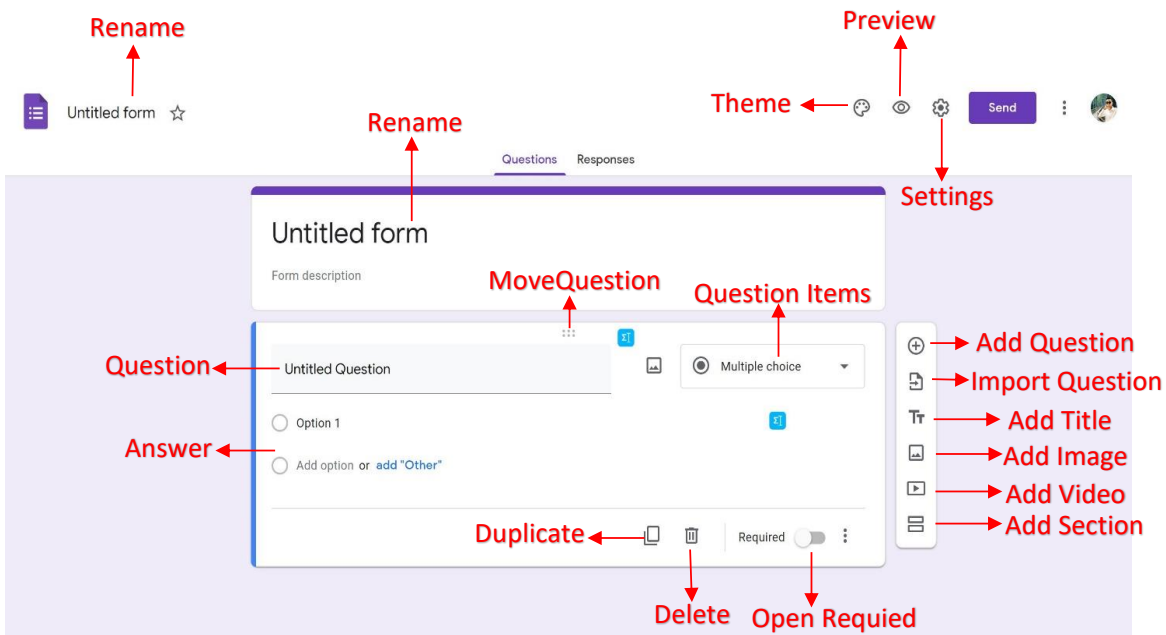 Rename
Preview
Untitled form
Theme
Send
Rename
Questions Responses
Settings
Untitled form
Form description
MoveQuestion
Question Items
Question
Untitled Question
Multiple choice
Add Question
Import Question
Option 1
Add Title
Answer
Add option or add "Other"
Add Image
Add Video
Add Section
Duplicate
Required
Delete
Open Requied